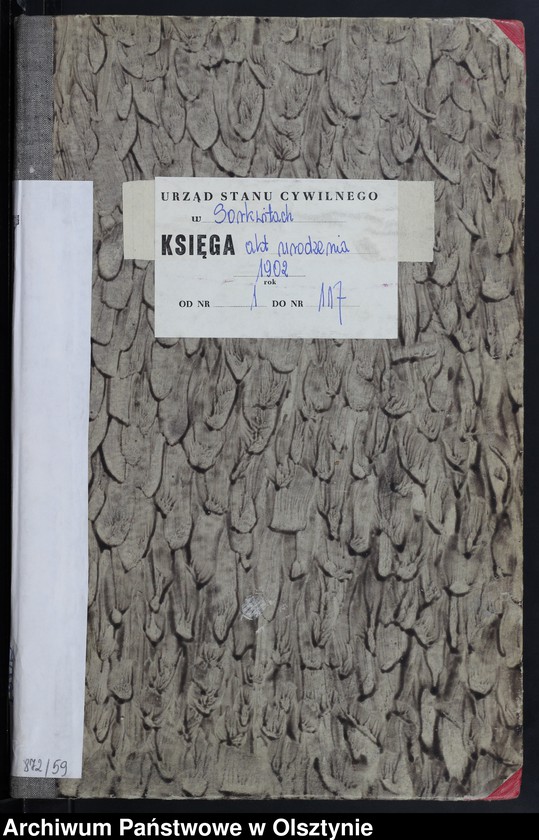 URZĄD STANU CYWILNEGO
w Sorkwitach
KSIĘGA akt urodzenia
1902
rok
OD NR 1 DO NR 117
872/59
Archiwum Państwowe w Olsztynie